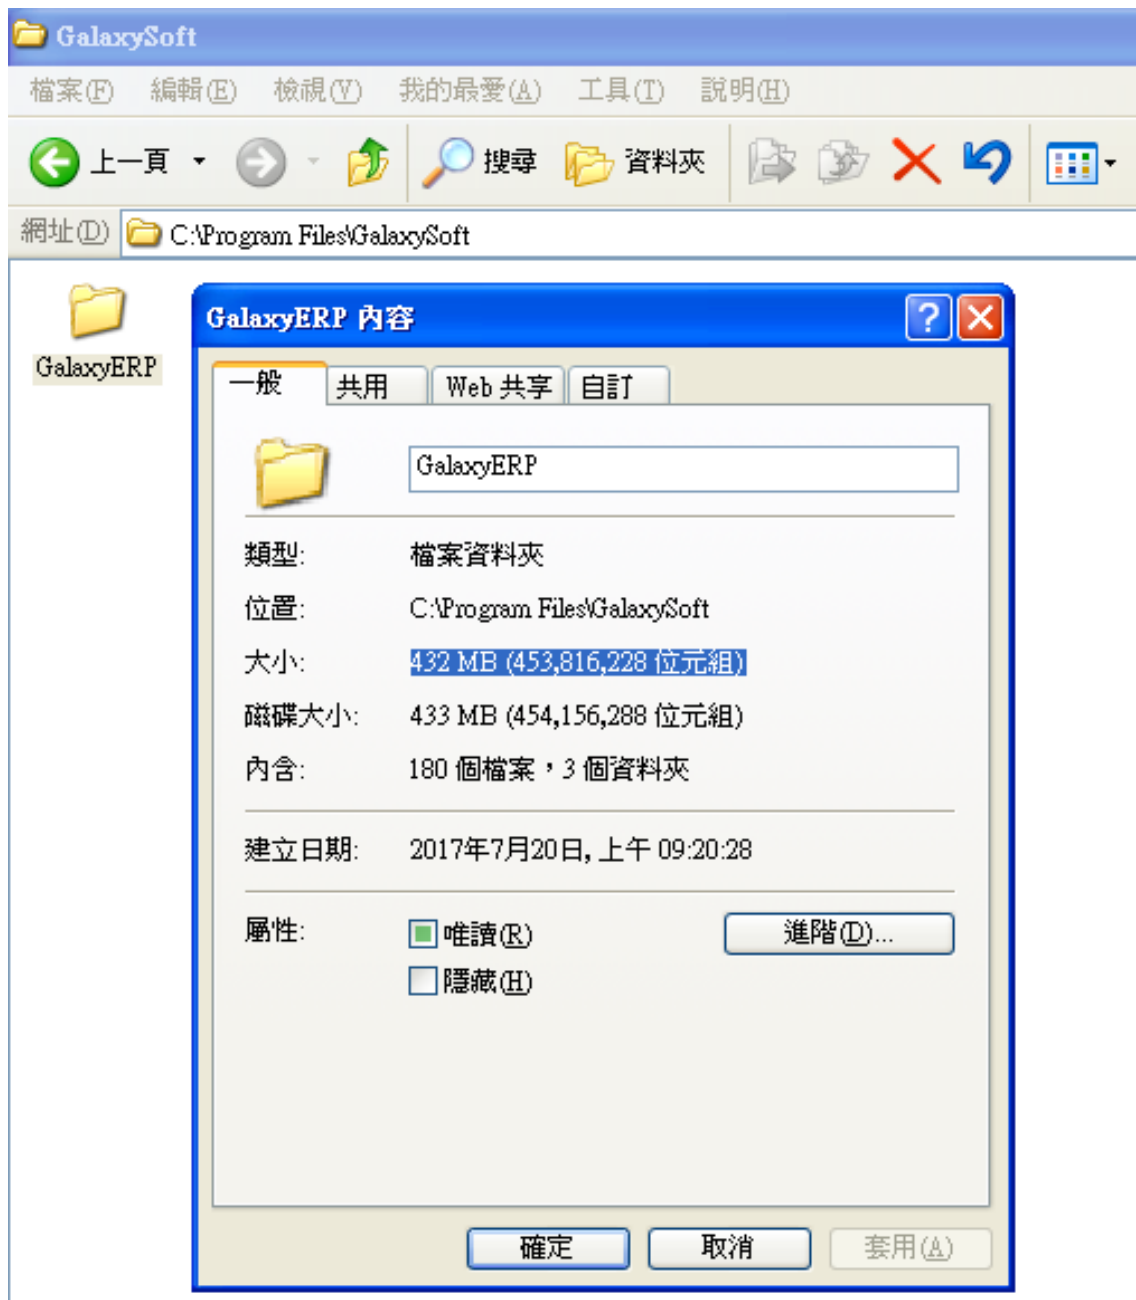 GalaxySoft
檔案(F) 編輯(E) 檢視(V) 我的最愛(A) 工具(T) 說明(H)
上一頁 搜尋 資料夾
網址(D) C:\Program Files\GalaxySoft
GalaxyERP
GalaxyERP 內容
一般 共用 Web 共享 自訂
GalaxyERP
類型: 檔案資料夾
位置: C:\Program Files\GalaxySoft
大小: 432 MB (453,816,228 位元組)
磁碟大小: 433 MB (454,156,288 位元組)
內含: 180 個檔案，3 個資料夾
建立日期: 2017年7月20日, 上午 09:20:28
屬性: 唯讀(R) 進階(D)...
隱藏(H)
確定 取消 套用(A)